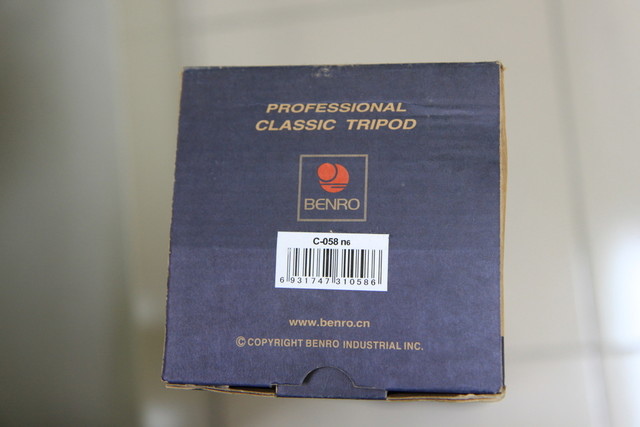 PROFESSIONAL
CLASSIC TRIPOD
BENRO
C-058 n6
6 931747 310586
www.benro.cn
© COPYRIGHT BENRO INDUSTRIAL INC.